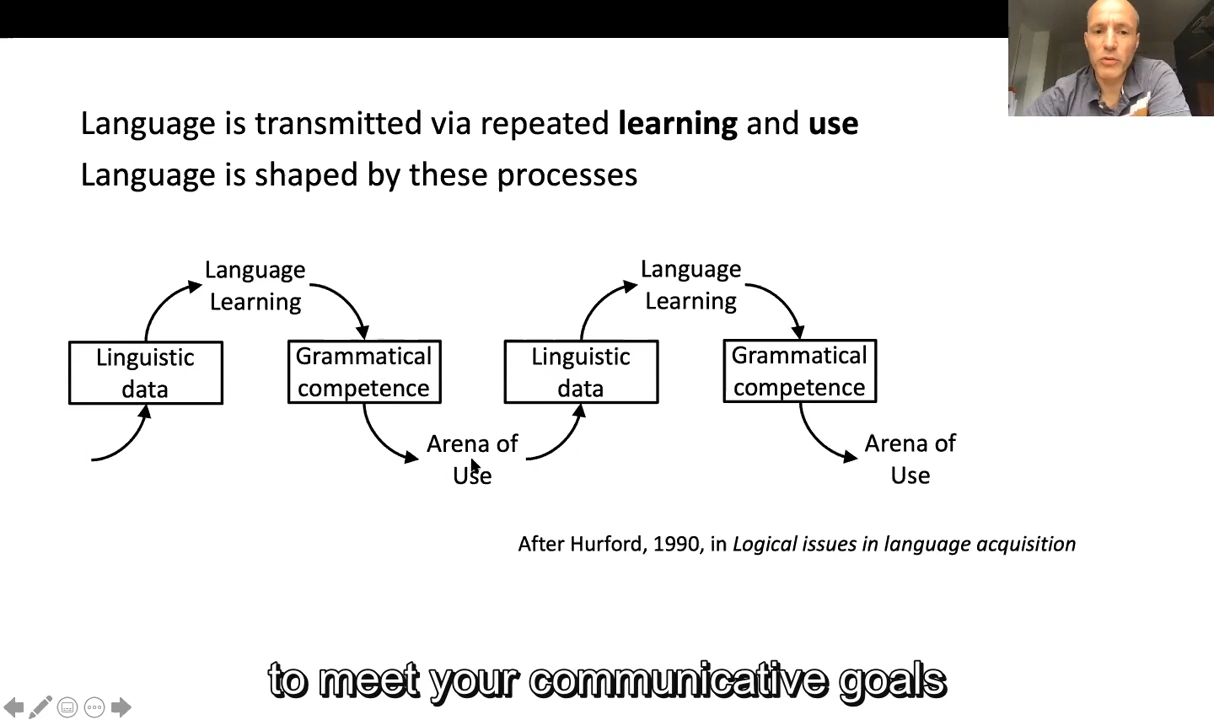 Language is transmitted via repeated learning and use
Language is shaped by these processes
Language
Learning
Language
Learning
Linguistic
data
Grammatical
competence
Linguistic
data
Grammatical
competence
Arena of
Use
Arena of
Use
After Hurford, 1990, in Logical issues in language acquisition
to meet your communicative goals